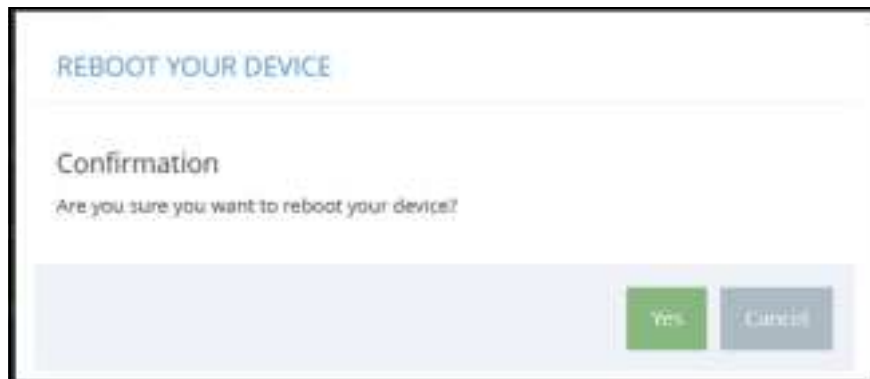 REBOOT YOUR DEVICE
Confirmation
Are you sure you want to reboot your device?
Yes
Cancel